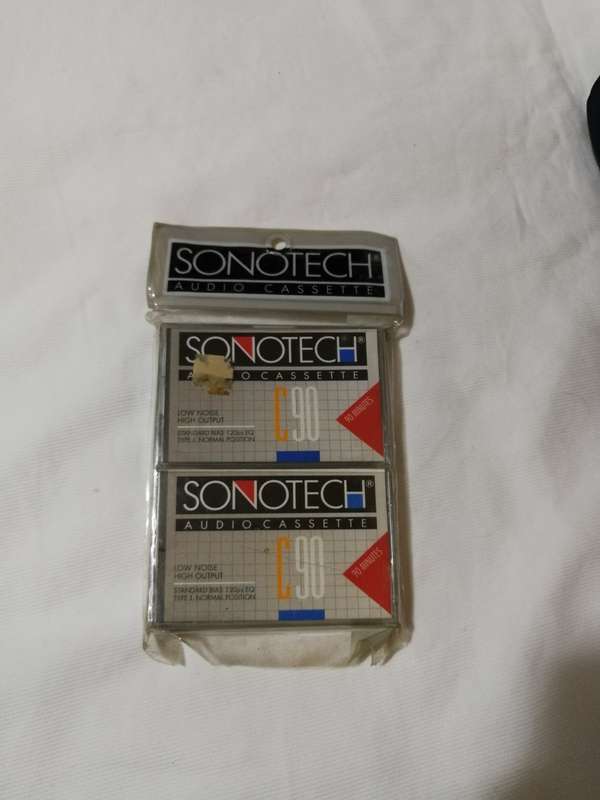 SONOTECH®
AUDIO CASSETTE
SONOTECH®
A DIO CASSETTE
LOW NOISE
HIGH OUTPUT
STANDARD BIAS 120µs EQ
TYPE I. NORMAL POSITION
C90
90 MINUTES
SONOTECH®
AUDIO CASSETTE
LOW NOISE
HIGH OUTPUT
STANDARD BIAS 120µs EQ
TYPE I. NORMAL POSITION
C90
90 MINUTES